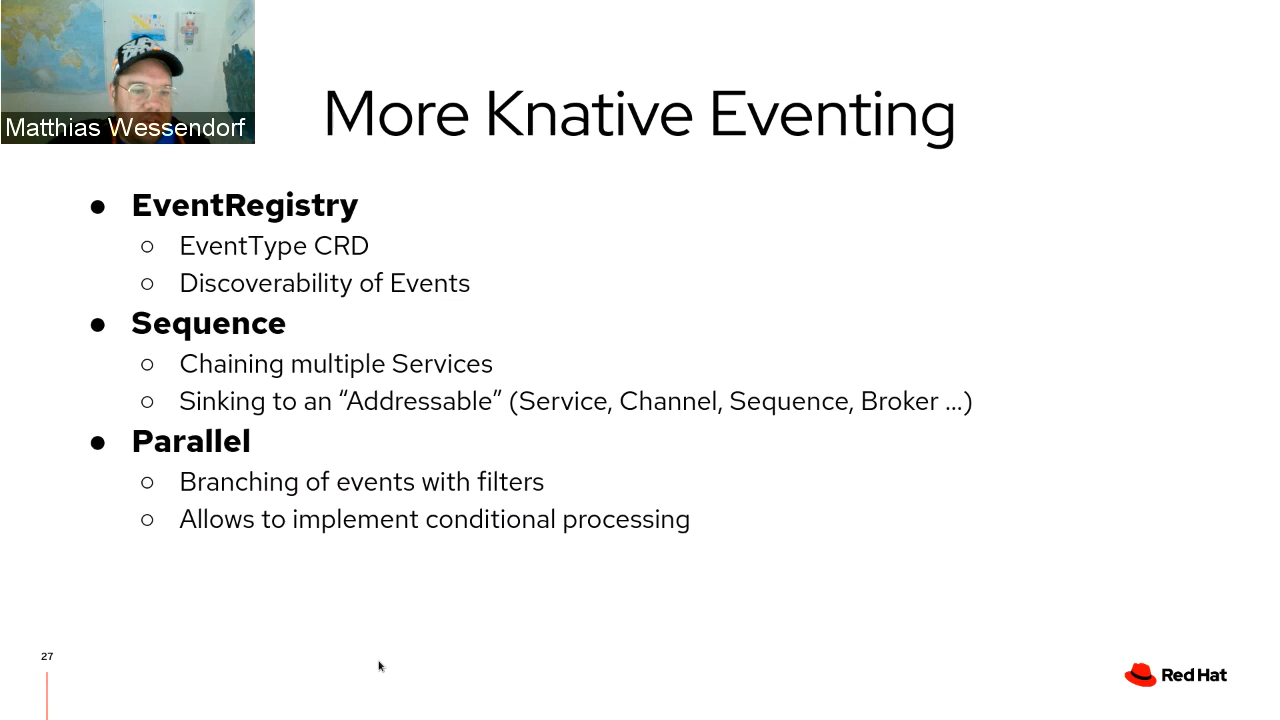 Matthias Wessendorf
More Knative Eventing
● EventRegistry
○ EventType CRD
○ Discoverability of Events
● Sequence
○ Chaining multiple Services
○ Sinking to an “Addressable” (Service, Channel, Sequence, Broker ...)
● Parallel
○ Branching of events with filters
○ Allows to implement conditional processing
27
Red Hat